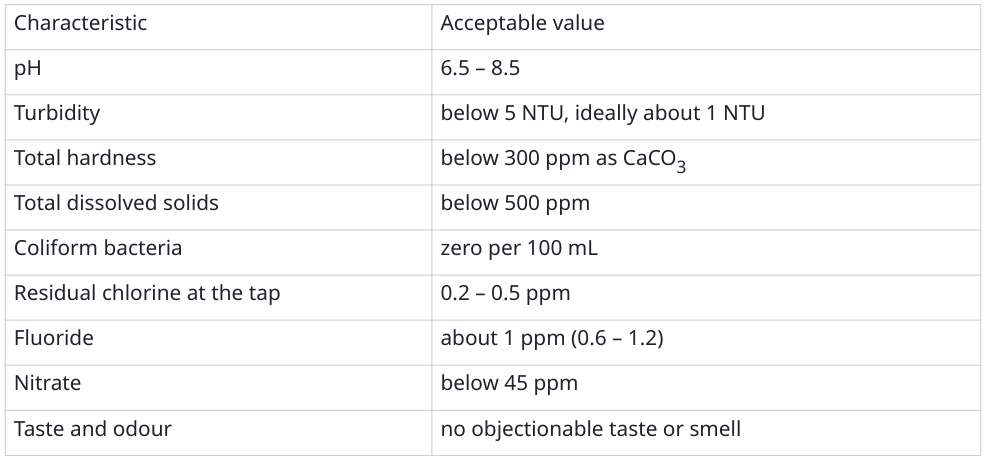 Characteristic Acceptable value
pH 6.5 – 8.5
Turbidity below 5 NTU, ideally about 1 NTU
Total hardness below 300 ppm as CaCO₃
Total dissolved solids below 500 ppm
Coliform bacteria zero per 100 mL
Residual chlorine at the tap 0.2 – 0.5 ppm
Fluoride about 1 ppm (0.6 – 1.2)
Nitrate below 45 ppm
Taste and odour no objectionable taste or smell